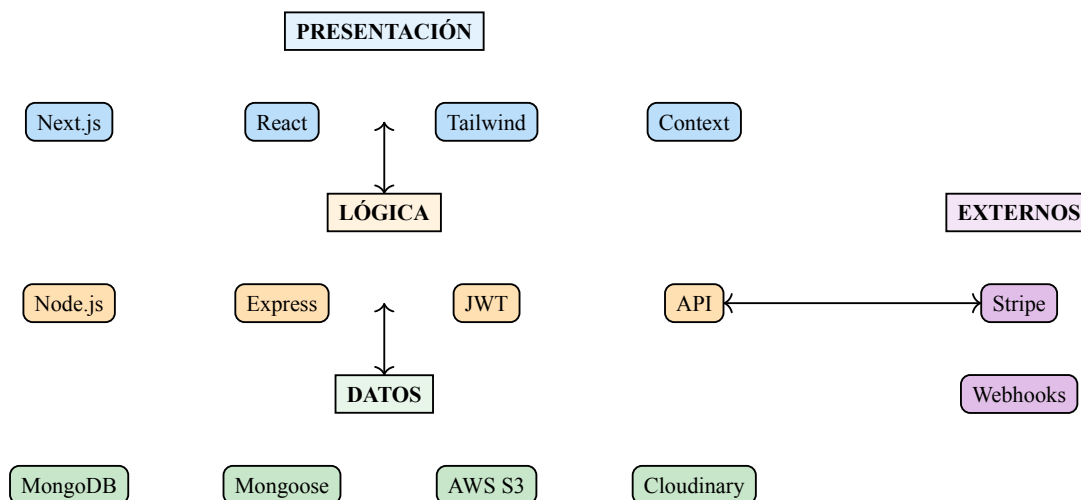 PRESENTACIÓN
Next.js React Tailwind Context
LÓGICA EXTERNOS
Node.js Express JWT API Stripe
DATOS Webhooks
MongoDB Mongoose AWS S3 Cloudinary